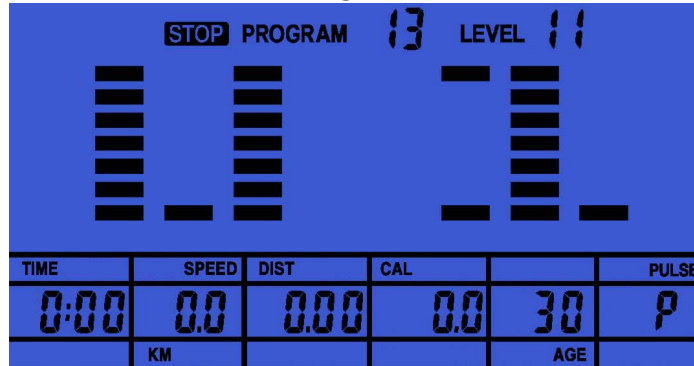 STOP PROGRAM 13 LEVEL 11
U 1
TIME SPEED DIST CAL PULSE
0:00 0.0 0.00 0.0 30 P
KM AGE